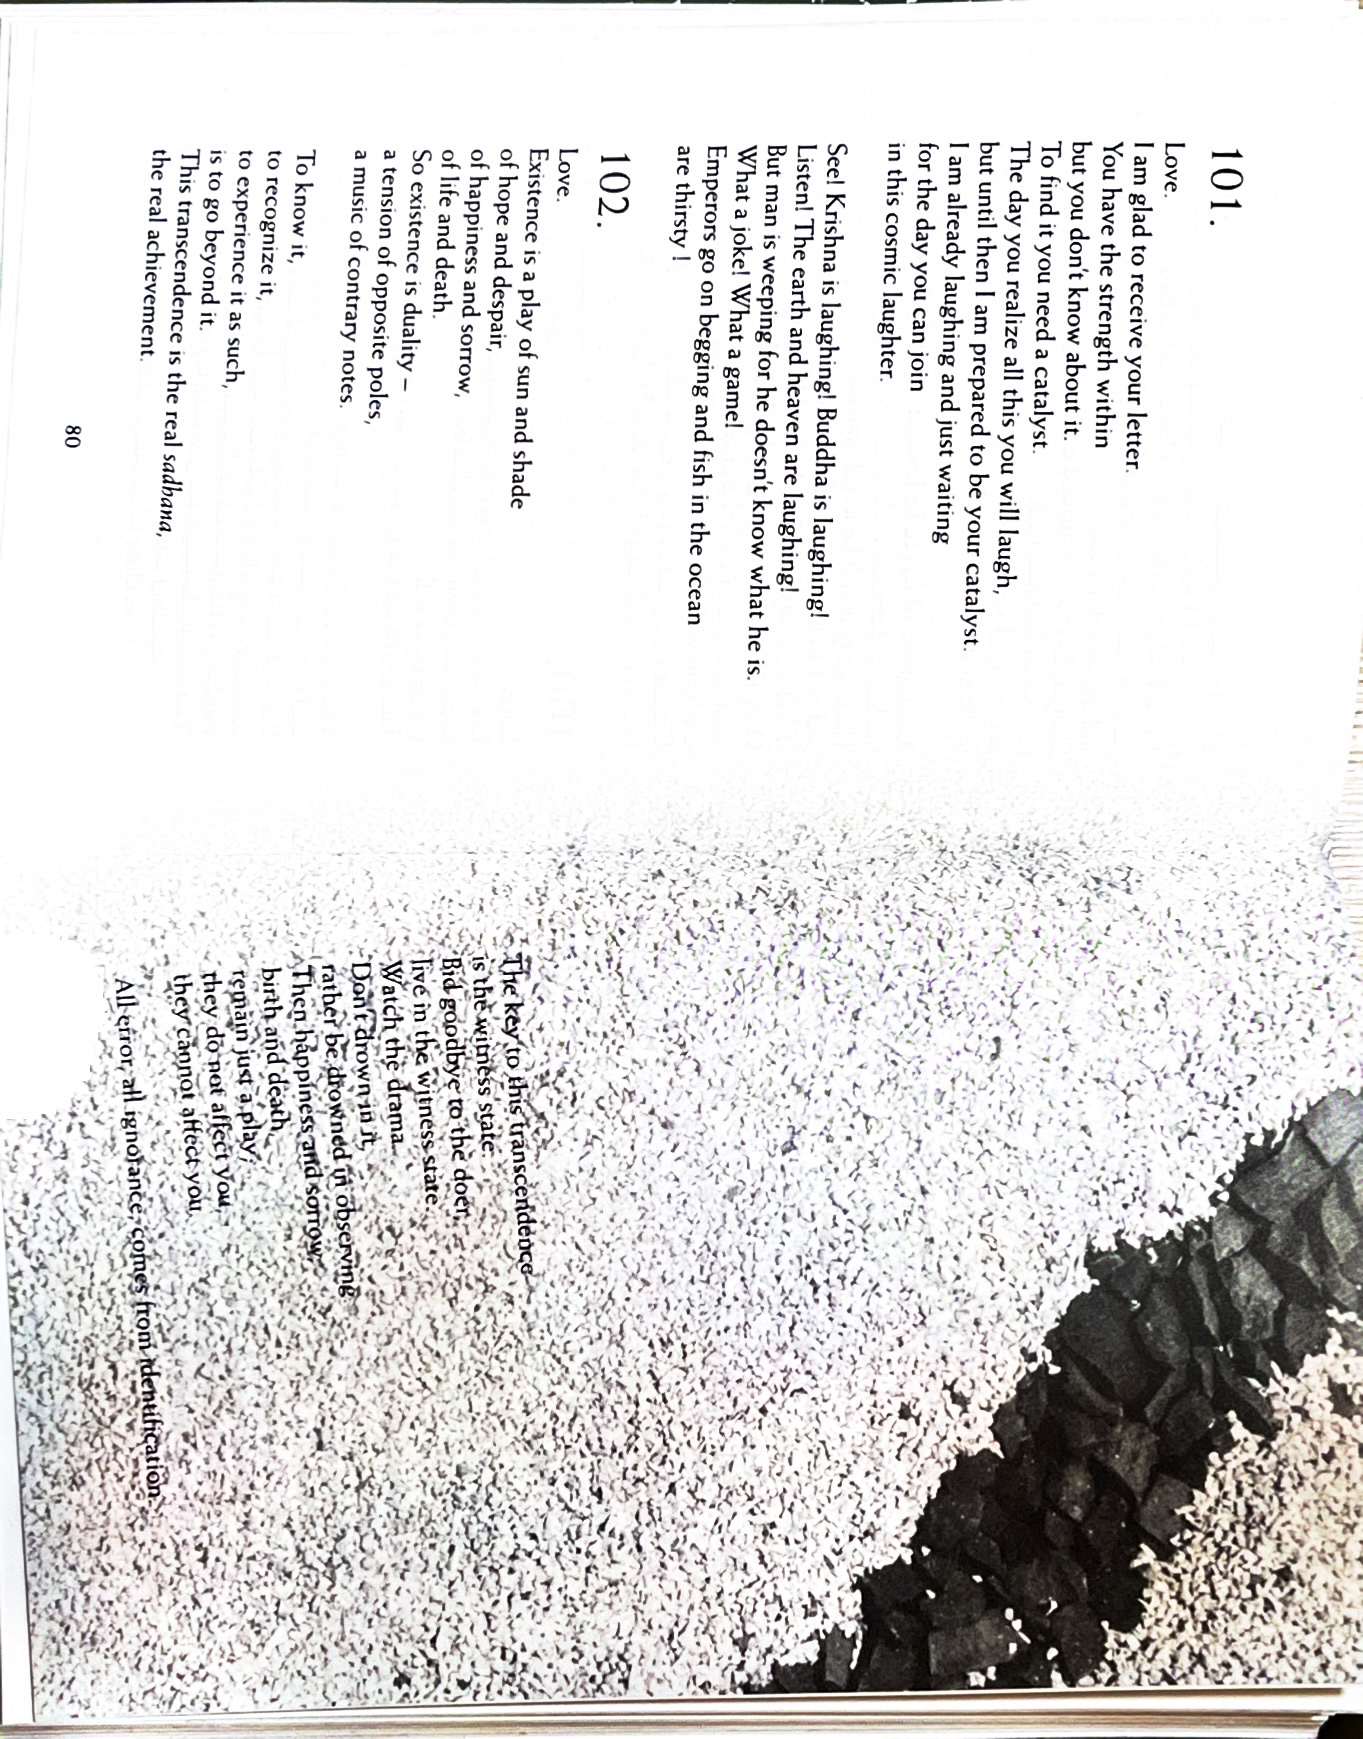 101.
Love.
I am glad to receive your letter.
You have the strength within
but you don't know about it.
To find it you need a catalyst.
The day you realize all this you will laugh,
but until then I am prepared to be your catalyst.
I am already laughing and just waiting
for the day you can join
in this cosmic laughter.
See! Krishna is laughing! Buddha is laughing!
Listen! The earth and heaven are laughing!
But man is weeping for he doesn't know what he is.
What a joke! What a game!
Emperors go on begging and fish in the ocean
are thirsty !
102.
Love.
Existence is a play of sun and shade
of hope and despair,
of happiness and sorrow,
of life and death.
So existence is duality –
a tension of opposite poles,
a music of contrary notes.
To know it,
to recognize it,
to experience it as such,
is to go beyond it.
This transcendence is the real sadhana,
the real achievement.
80
The key to this transcendence
is the witness state.
Bid goodbye to the doer,
live in the witness state.
Watch the drama.
Don't drown in it,
rather be drowned in observing
Then happiness and sorrow,
birth and death,
remain just a play;
they do not affect you,
they cannot affect you.
All error, all ignorance, comes from identification.